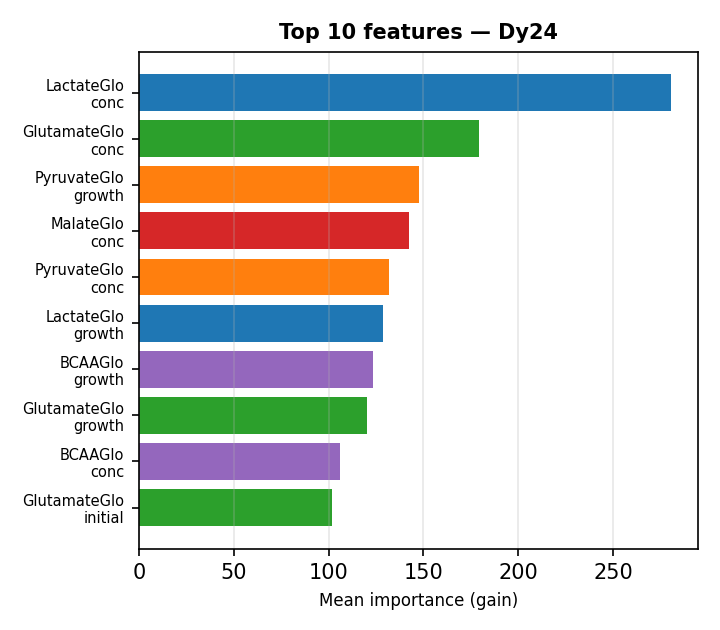 Top 10 features — Dy24
LactateGlo
conc
GlutamateGlo
conc
PyruvateGlo
growth
MalateGlo
conc
PyruvateGlo
conc
LactateGlo
growth
BCAAGlo
growth
GlutamateGlo
growth
BCAAGlo
conc
GlutamateGlo
initial
0 50 100 150 200 250
Mean importance (gain)